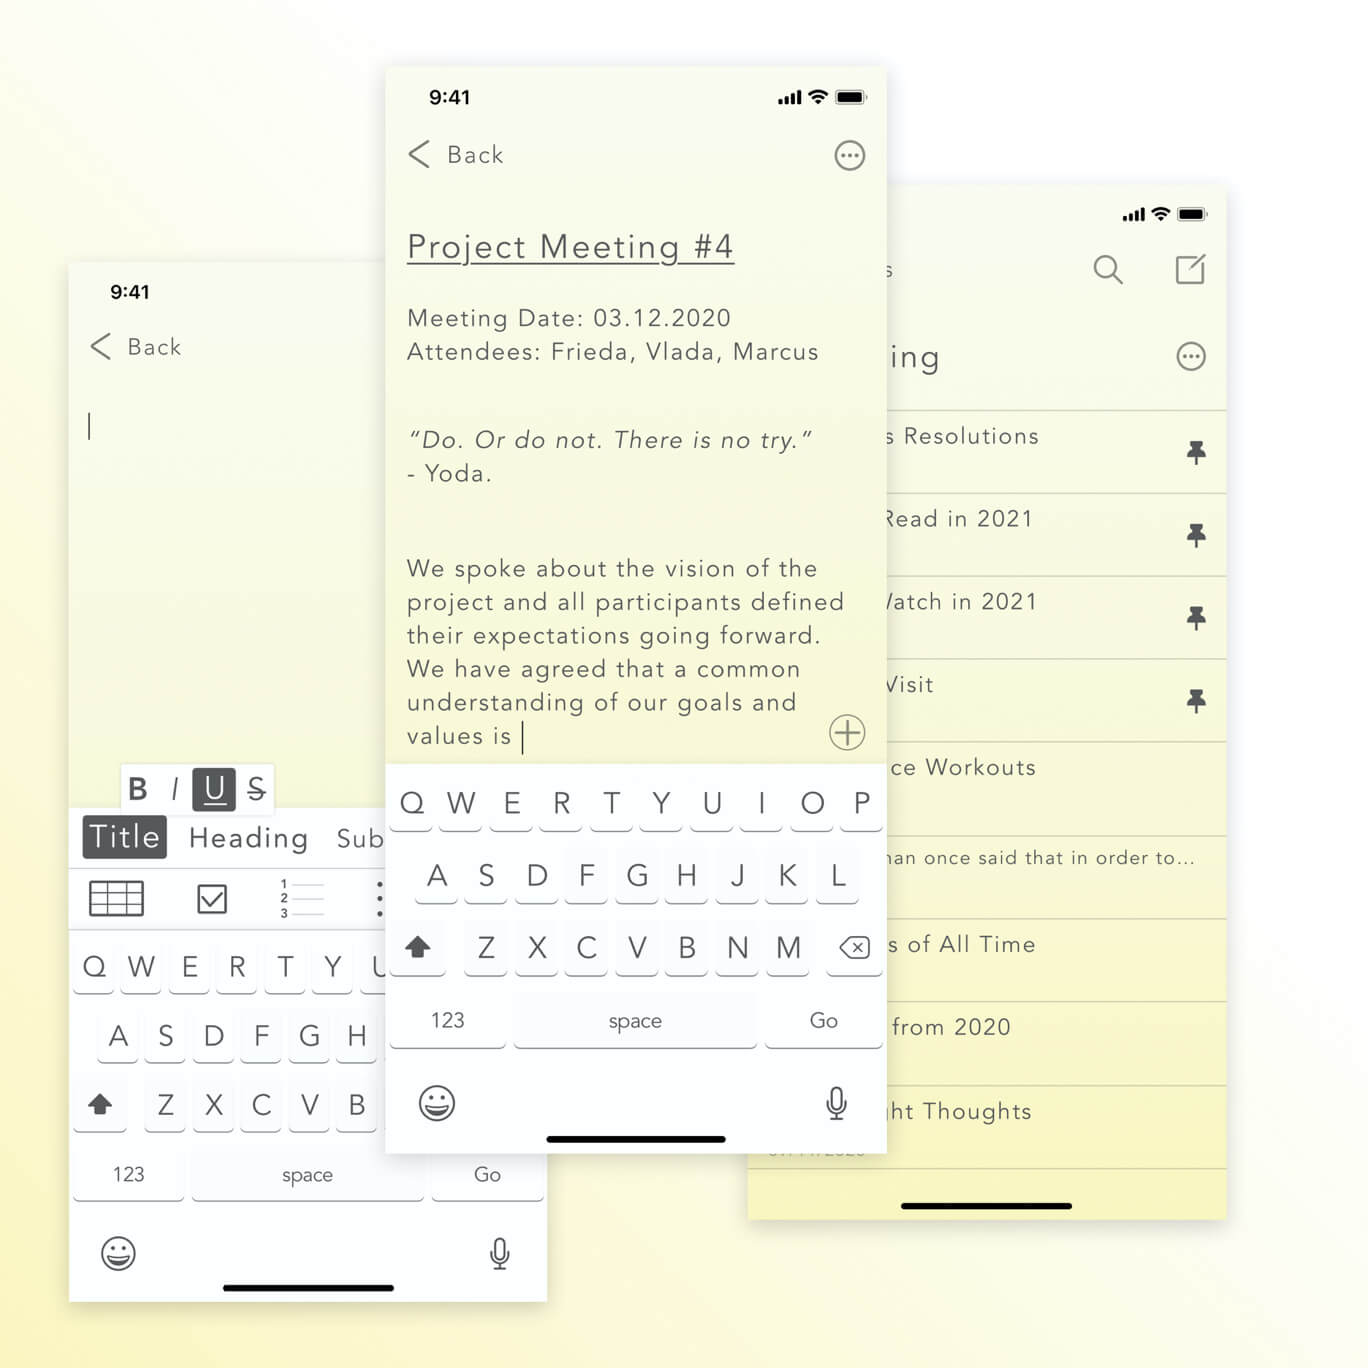 9:41
Back
B I U S
Title Heading Sub
1
2
3
Q W E R T Y U
A S D F G H
Z X C V B
123 space Go
9:41
Back
Project Meeting #4
Meeting Date: 03.12.2020
Attendees: Frieda, Vlada, Marcus
“Do. Or do not. There is no try.”
- Yoda.
We spoke about the vision of the
project and all participants defined
their expectations going forward.
We have agreed that a common
understanding of our goals and
values is
Q W E R T Y U I O P
A S D F G H J K L
Z X C V B N M
123 space Go
s
ing
s Resolutions
Read in 2021
Watch in 2021
Visit
ce Workouts
han once said that in order to...
s of All Time
from 2020
ght Thoughts